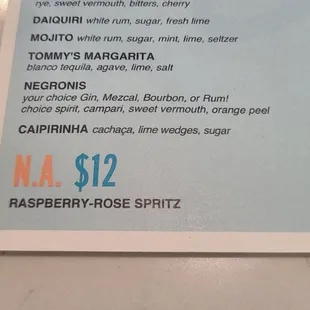 rye, sweet vermouth, bitters, cherry
DAIQUIRI white rum, sugar, fresh lime
MOJITO white rum, sugar, mint, lime, seltzer
TOMMY'S MARGARITA
blanco tequila, agave, lime, salt
NEGRONIS
your choice Gin, Mezcal, Bourbon, or Rum!
choice spirit, campari, sweet vermouth, orange peel
CAIPIRINHA cachaça, lime wedges, sugar
N.A. $12
RASPBERRY-ROSE SPRITZ